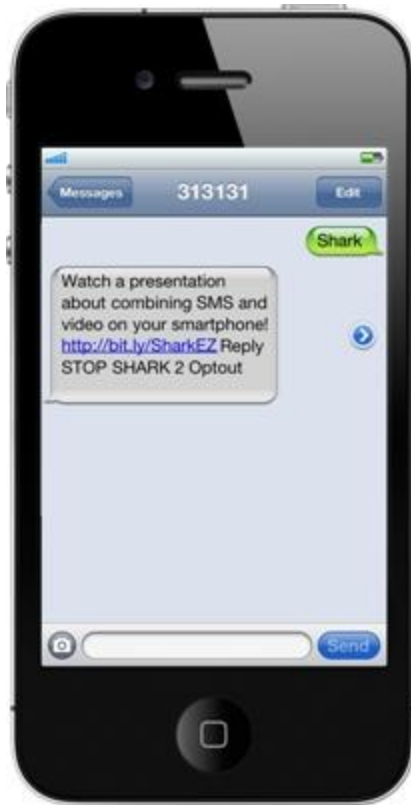 Messages
313131
Edit
Shark
Watch a presentation
about combining SMS and
video on your smartphone!
http://bit.ly/SharkEZ Reply
STOP SHARK 2 Optout
Send